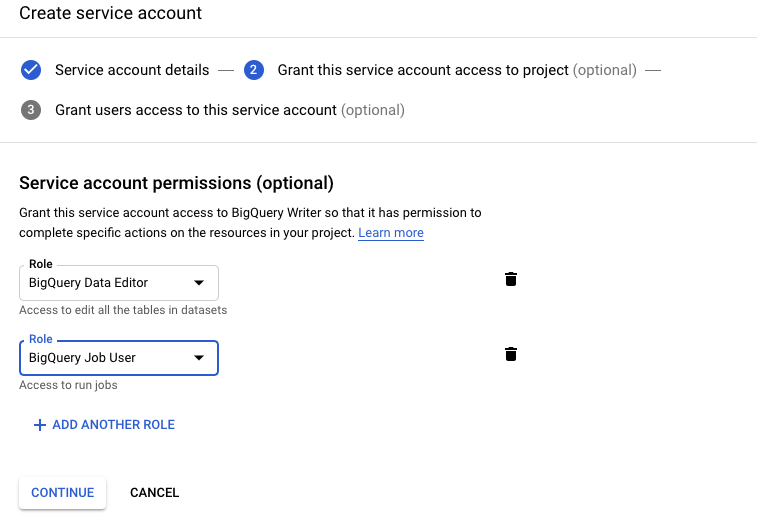 Create service account
Service account details — 2 Grant this service account access to project (optional) —
3 Grant users access to this service account (optional)
Service account permissions (optional)
Grant this service account access to BigQuery Writer so that it has permission to
complete specific actions on the resources in your project. Learn more
Role
BigQuery Data Editor
Access to edit all the tables in datasets
Role
BigQuery Job User
Access to run jobs
+ ADD ANOTHER ROLE
CONTINUE CANCEL